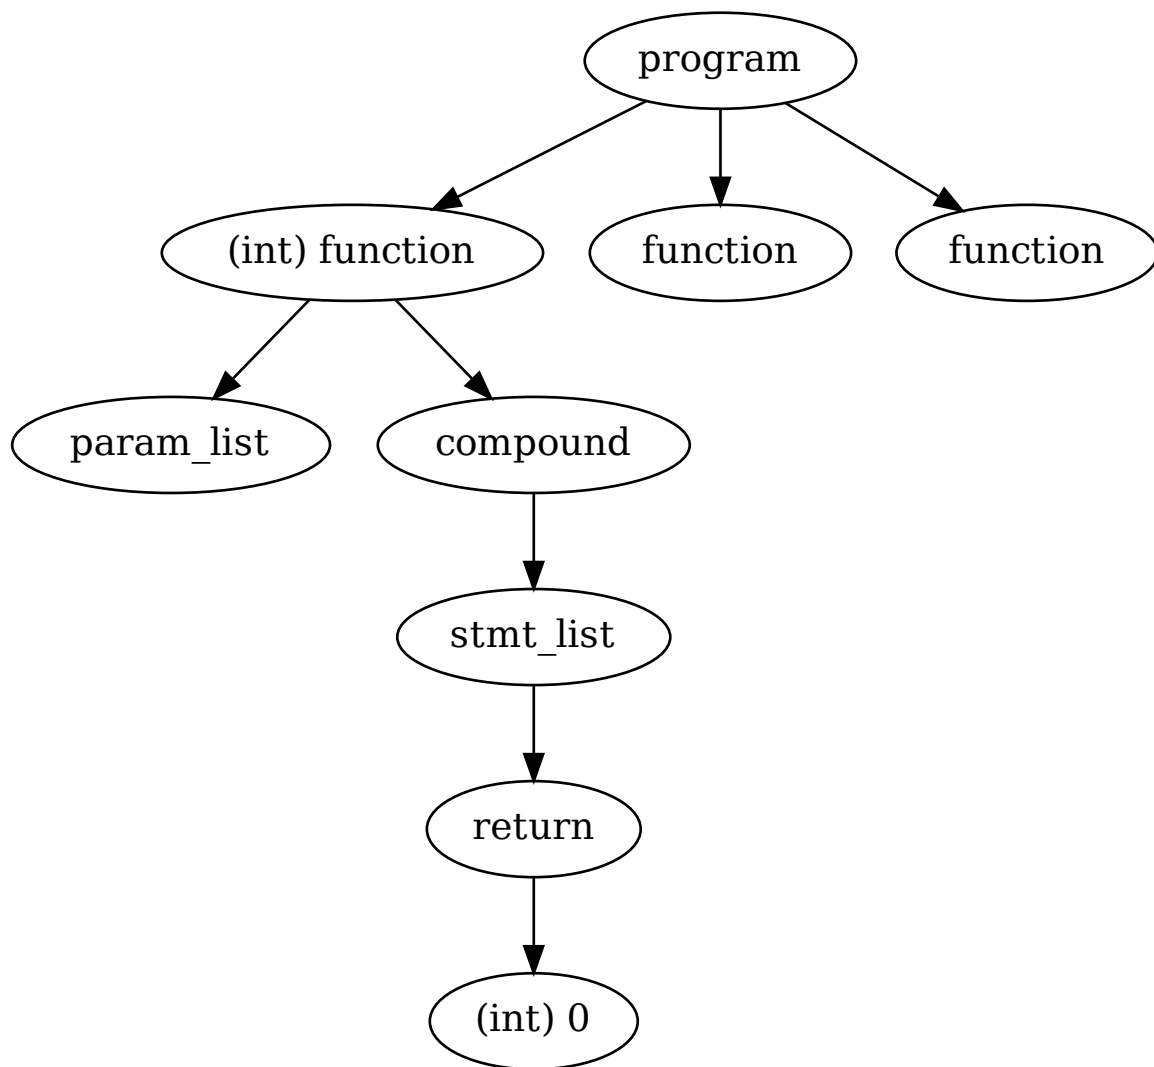 program
(int) function
function
function
param_list
compound
stmt_list
return
(int) 0